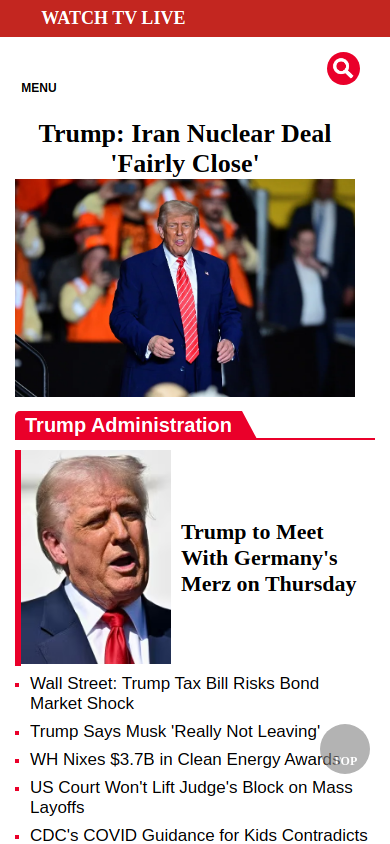 WATCH TV LIVE
MENU
Trump: Iran Nuclear Deal
'Fairly Close'
Trump Administration
Trump to Meet
With Germany's
Merz on Thursday
Wall Street: Trump Tax Bill Risks Bond
Market Shock
Trump Says Musk 'Really Not Leaving'
WH Nixes $3.7B in Clean Energy Awards
TOP
US Court Won't Lift Judge's Block on Mass
Layoffs
CDC's COVID Guidance for Kids Contradicts